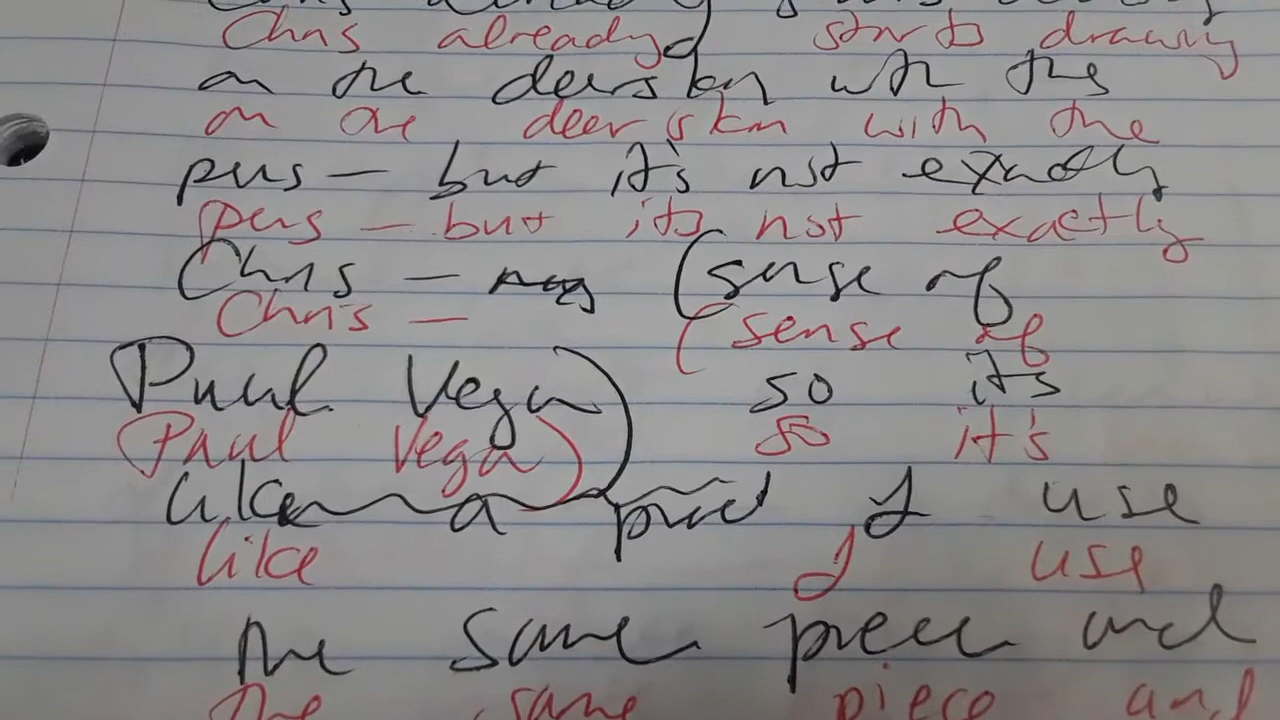 Chris already starts drawing
on the deerskin with the
on the deerskin with the
pens — but it's not exactly
pens — but its not exactly
Chris — (sense of
Chris — (sense of
Paul Vega) so it's
Paul Vega) so it's
like a I use
like I use
the same piece and
the same piece and